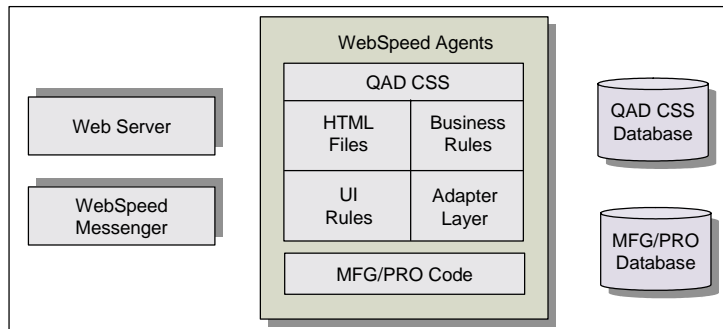 WebSpeed Agents
QAD CSS
HTML
Files
Business
Rules
UI
Rules
Adapter
Layer
MFG/PRO Code
Web Server
WebSpeed
Messenger
QAD CSS
Database
MFG/PRO
Database